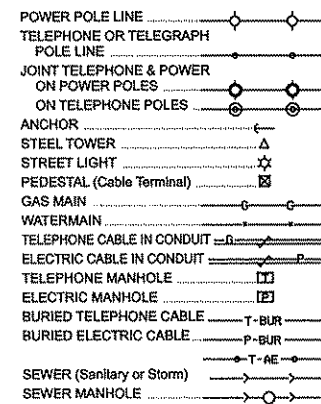 POWER POLE LINE
TELEPHONE OR TELEGRAPH
POLE LINE
JOINT TELEPHONE & POWER
ON POWER POLES
ON TELEPHONE POLES
ANCHOR
STEEL TOWER
STREET LIGHT
PEDESTAL (Cable Terminal)
GAS MAIN G G
WATERMAIN
TELEPHONE CABLE IN CONDUIT
ELECTRIC CABLE IN CONDUIT P
TELEPHONE MANHOLE T
ELECTRIC MANHOLE P
BURIED TELEPHONE CABLE T-BUR
BURIED ELECTRIC CABLE P-BUR
T-AE
SEWER (Sanitary or Storm)
SEWER MANHOLE